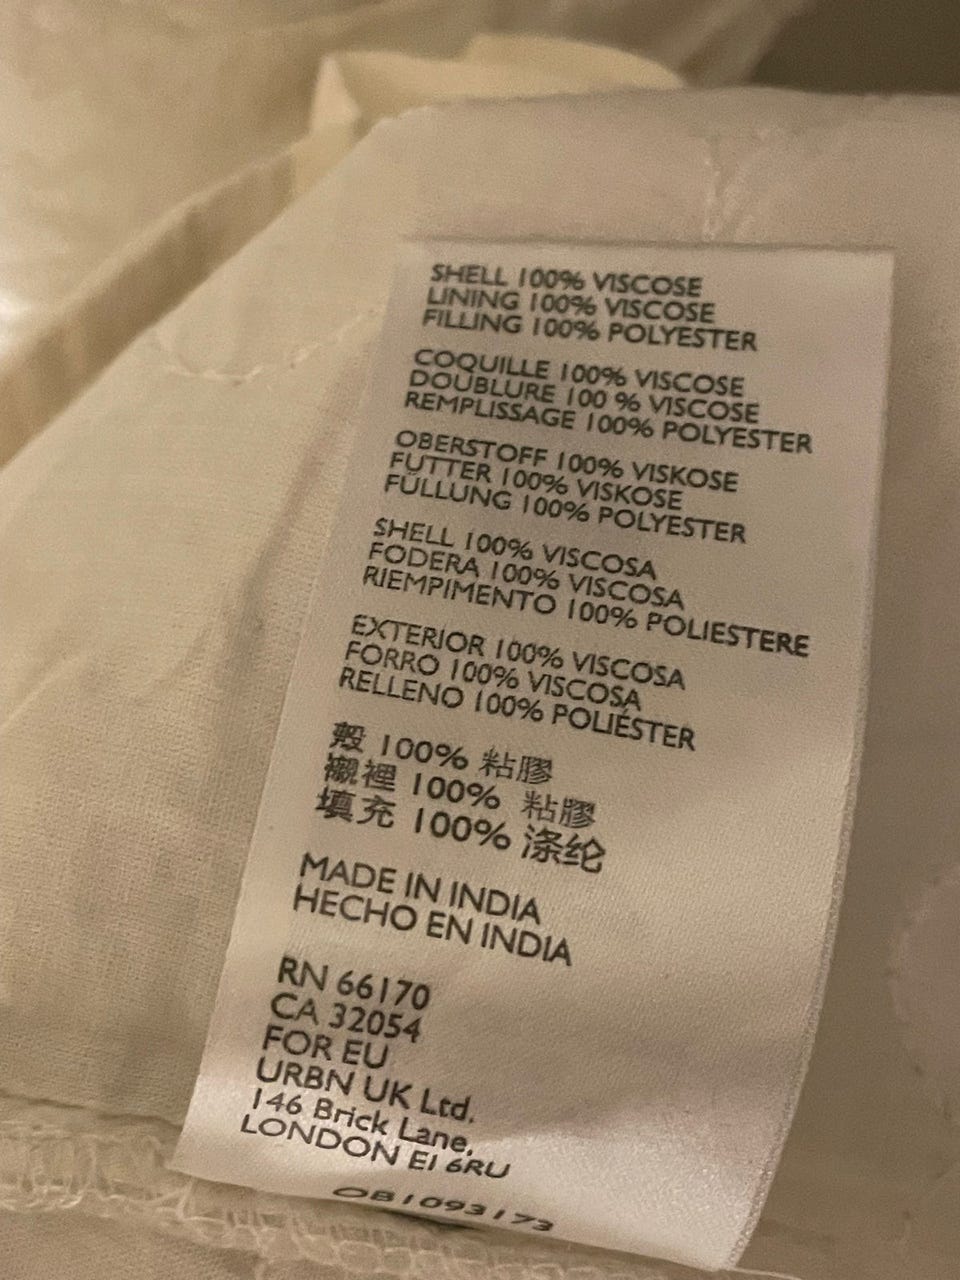 SHELL 100% VISCOSE
LINING 100% VISCOSE
FILLING 100% POLYESTER
COQUILLE 100% VISCOSE
DOUBLURE 100 % VISCOSE
REMPLISSAGE 100% POLYESTER
OBERSTOFF 100% VISKOSE
FUTTER 100% VISKOSE
FÜLLUNG 100% POLYESTER
SHELL 100% VISCOSA
FODERA 100% VISCOSA
RIEMPIMENTO 100% POLIESTERE
EXTERIOR 100% VISCOSA
FORRO 100% VISCOSA
RELLENO 100% POLIÉSTER
殼 100% 粘膠
襯裡 100% 粘膠
填充 100% 涤纶
MADE IN INDIA
HECHO EN INDIA
RN 66170
CA 32054
FOR EU
URBN UK Ltd.
146 Brick Lane,
LONDON E1 6RU
OB1093173